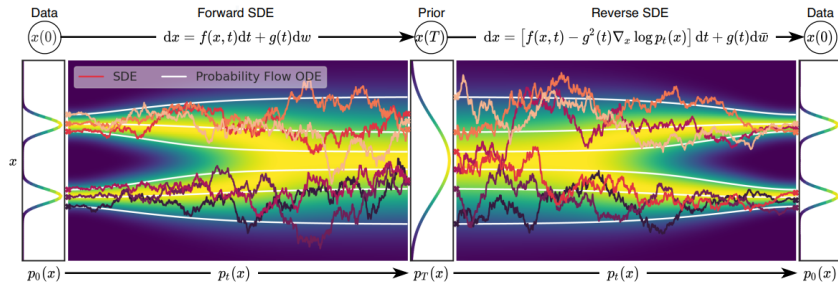 Data Forward SDE Prior Reverse SDE Data
x(0) dx = f(x, t)dt + g(t)dw x(T) dx = [f(x, t) − g²(t)∇ₓ log pₜ(x)] dt + g(t)dw̄ x(0)
SDE Probability Flow ODE
x
p₀(x) pₜ(x) p_T(x) pₜ(x) p₀(x)